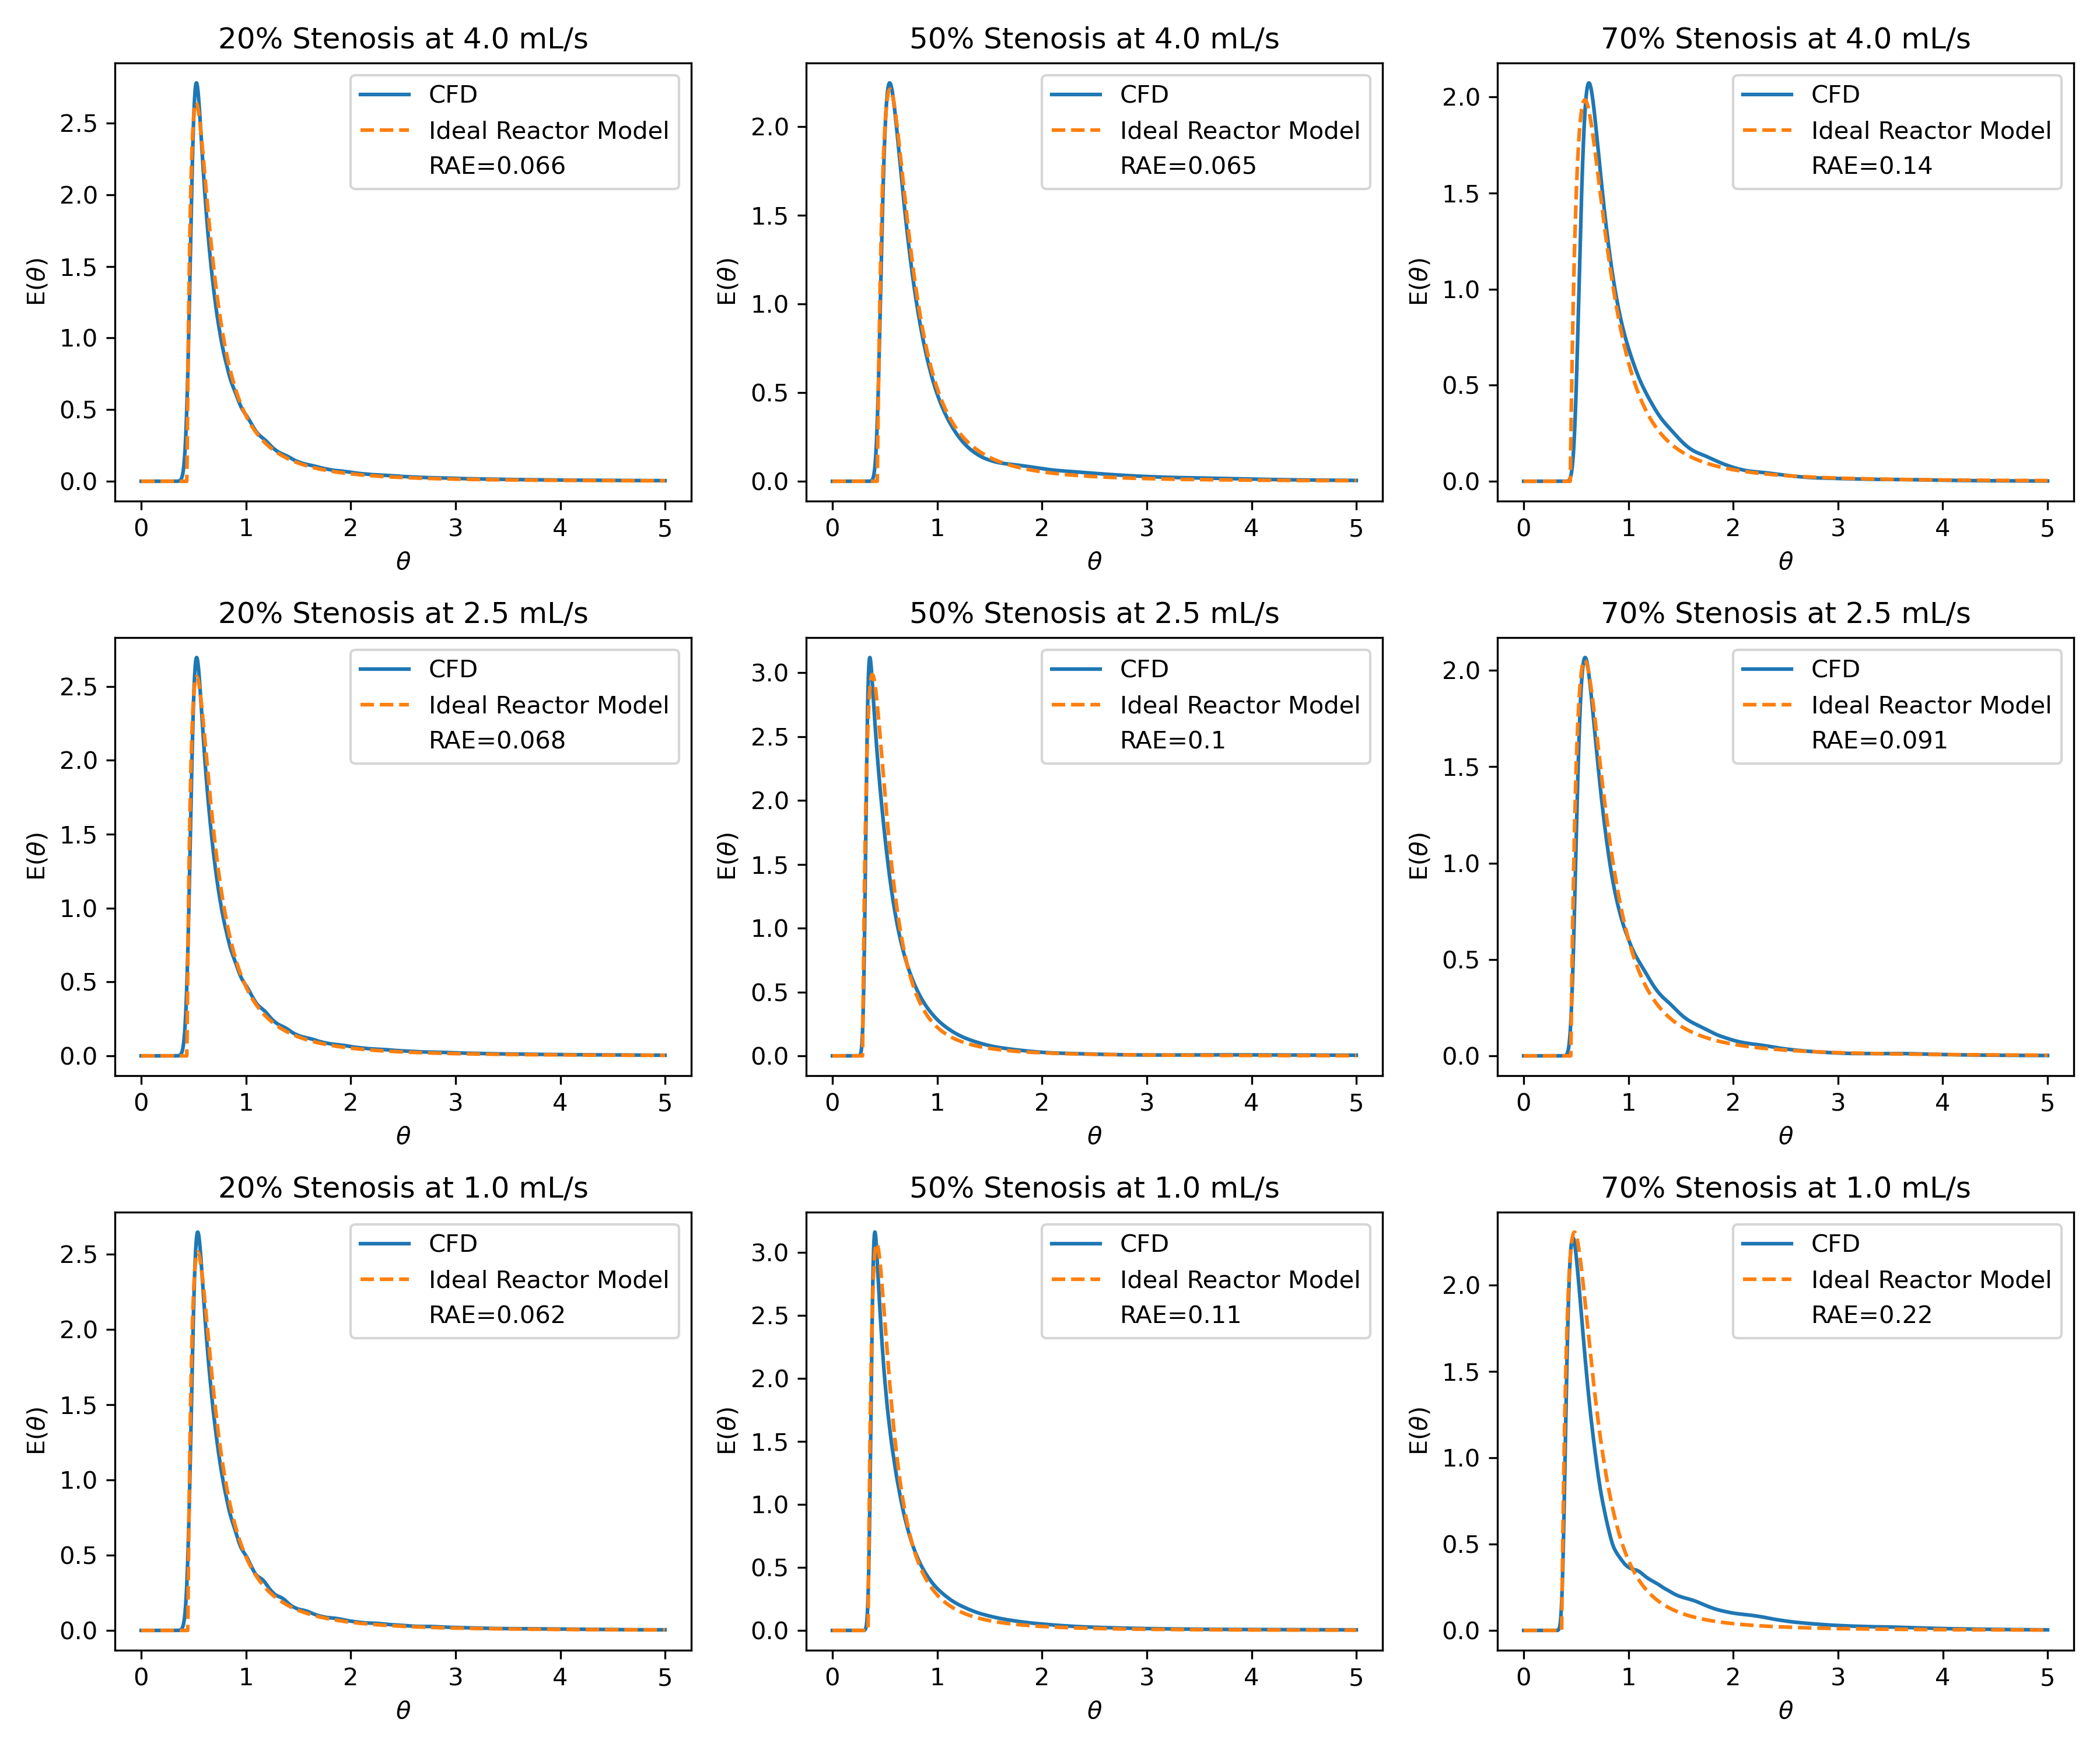 20% Stenosis at 4.0 mL/s
E(θ)
2.5
2.0
1.5
1.0
0.5
0.0
CFD
Ideal Reactor Model
RAE=0.066
0 1 2 3 4 5
θ
50% Stenosis at 4.0 mL/s
E(θ)
2.0
1.5
1.0
0.5
0.0
CFD
Ideal Reactor Model
RAE=0.065
0 1 2 3 4 5
θ
70% Stenosis at 4.0 mL/s
E(θ)
2.0
1.5
1.0
0.5
0.0
CFD
Ideal Reactor Model
RAE=0.14
0 1 2 3 4 5
θ
20% Stenosis at 2.5 mL/s
E(θ)
2.5
2.0
1.5
1.0
0.5
0.0
CFD
Ideal Reactor Model
RAE=0.068
0 1 2 3 4 5
θ
50% Stenosis at 2.5 mL/s
E(θ)
3.0
2.5
2.0
1.5
1.0
0.5
0.0
CFD
Ideal Reactor Model
RAE=0.1
0 1 2 3 4 5
θ
70% Stenosis at 2.5 mL/s
E(θ)
2.0
1.5
1.0
0.5
0.0
CFD
Ideal Reactor Model
RAE=0.091
0 1 2 3 4 5
θ
20% Stenosis at 1.0 mL/s
E(θ)
2.5
2.0
1.5
1.0
0.5
0.0
CFD
Ideal Reactor Model
RAE=0.062
0 1 2 3 4 5
θ
50% Stenosis at 1.0 mL/s
E(θ)
3.0
2.5
2.0
1.5
1.0
0.5
0.0
CFD
Ideal Reactor Model
RAE=0.11
0 1 2 3 4 5
θ
70% Stenosis at 1.0 mL/s
E(θ)
2.0
1.5
1.0
0.5
0.0
CFD
Ideal Reactor Model
RAE=0.22
0 1 2 3 4 5
θ